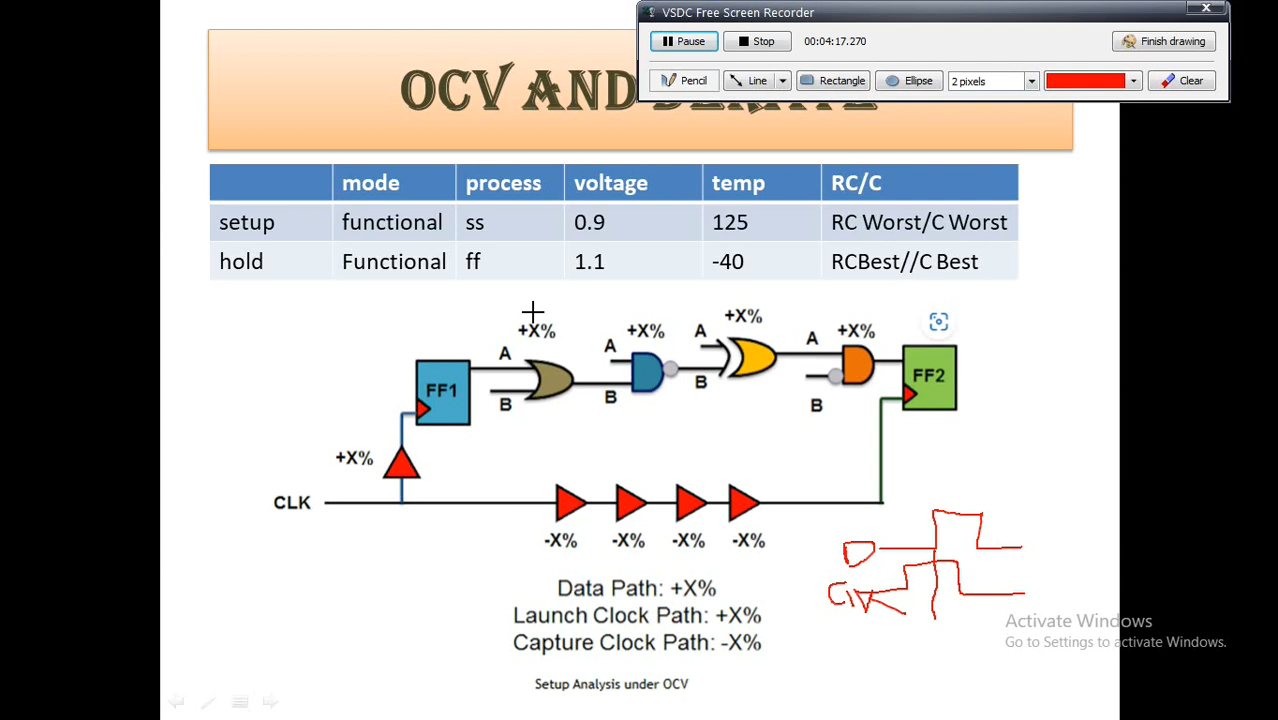 VSDC Free Screen Recorder
Pause Stop 00:04:17.270 Finish drawing
Pencil Line Rectangle Ellipse 2 pixels Clear
OCV AND
mode process voltage temp RC/C
setup functional ss 0.9 125 RC Worst/C Worst
hold Functional ff 1.1 -40 RCBest//C Best
+X% +X% +X% +X%
A A A A
FF1 FF2
B B B B
+X%
CLK
-X% -X% -X% -X%
D
Data Path: +X%
Launch Clock Path: +X%
Capture Clock Path: -X%
Activate Windows
Go to Settings to activate Windows.
Setup Analysis under OCV